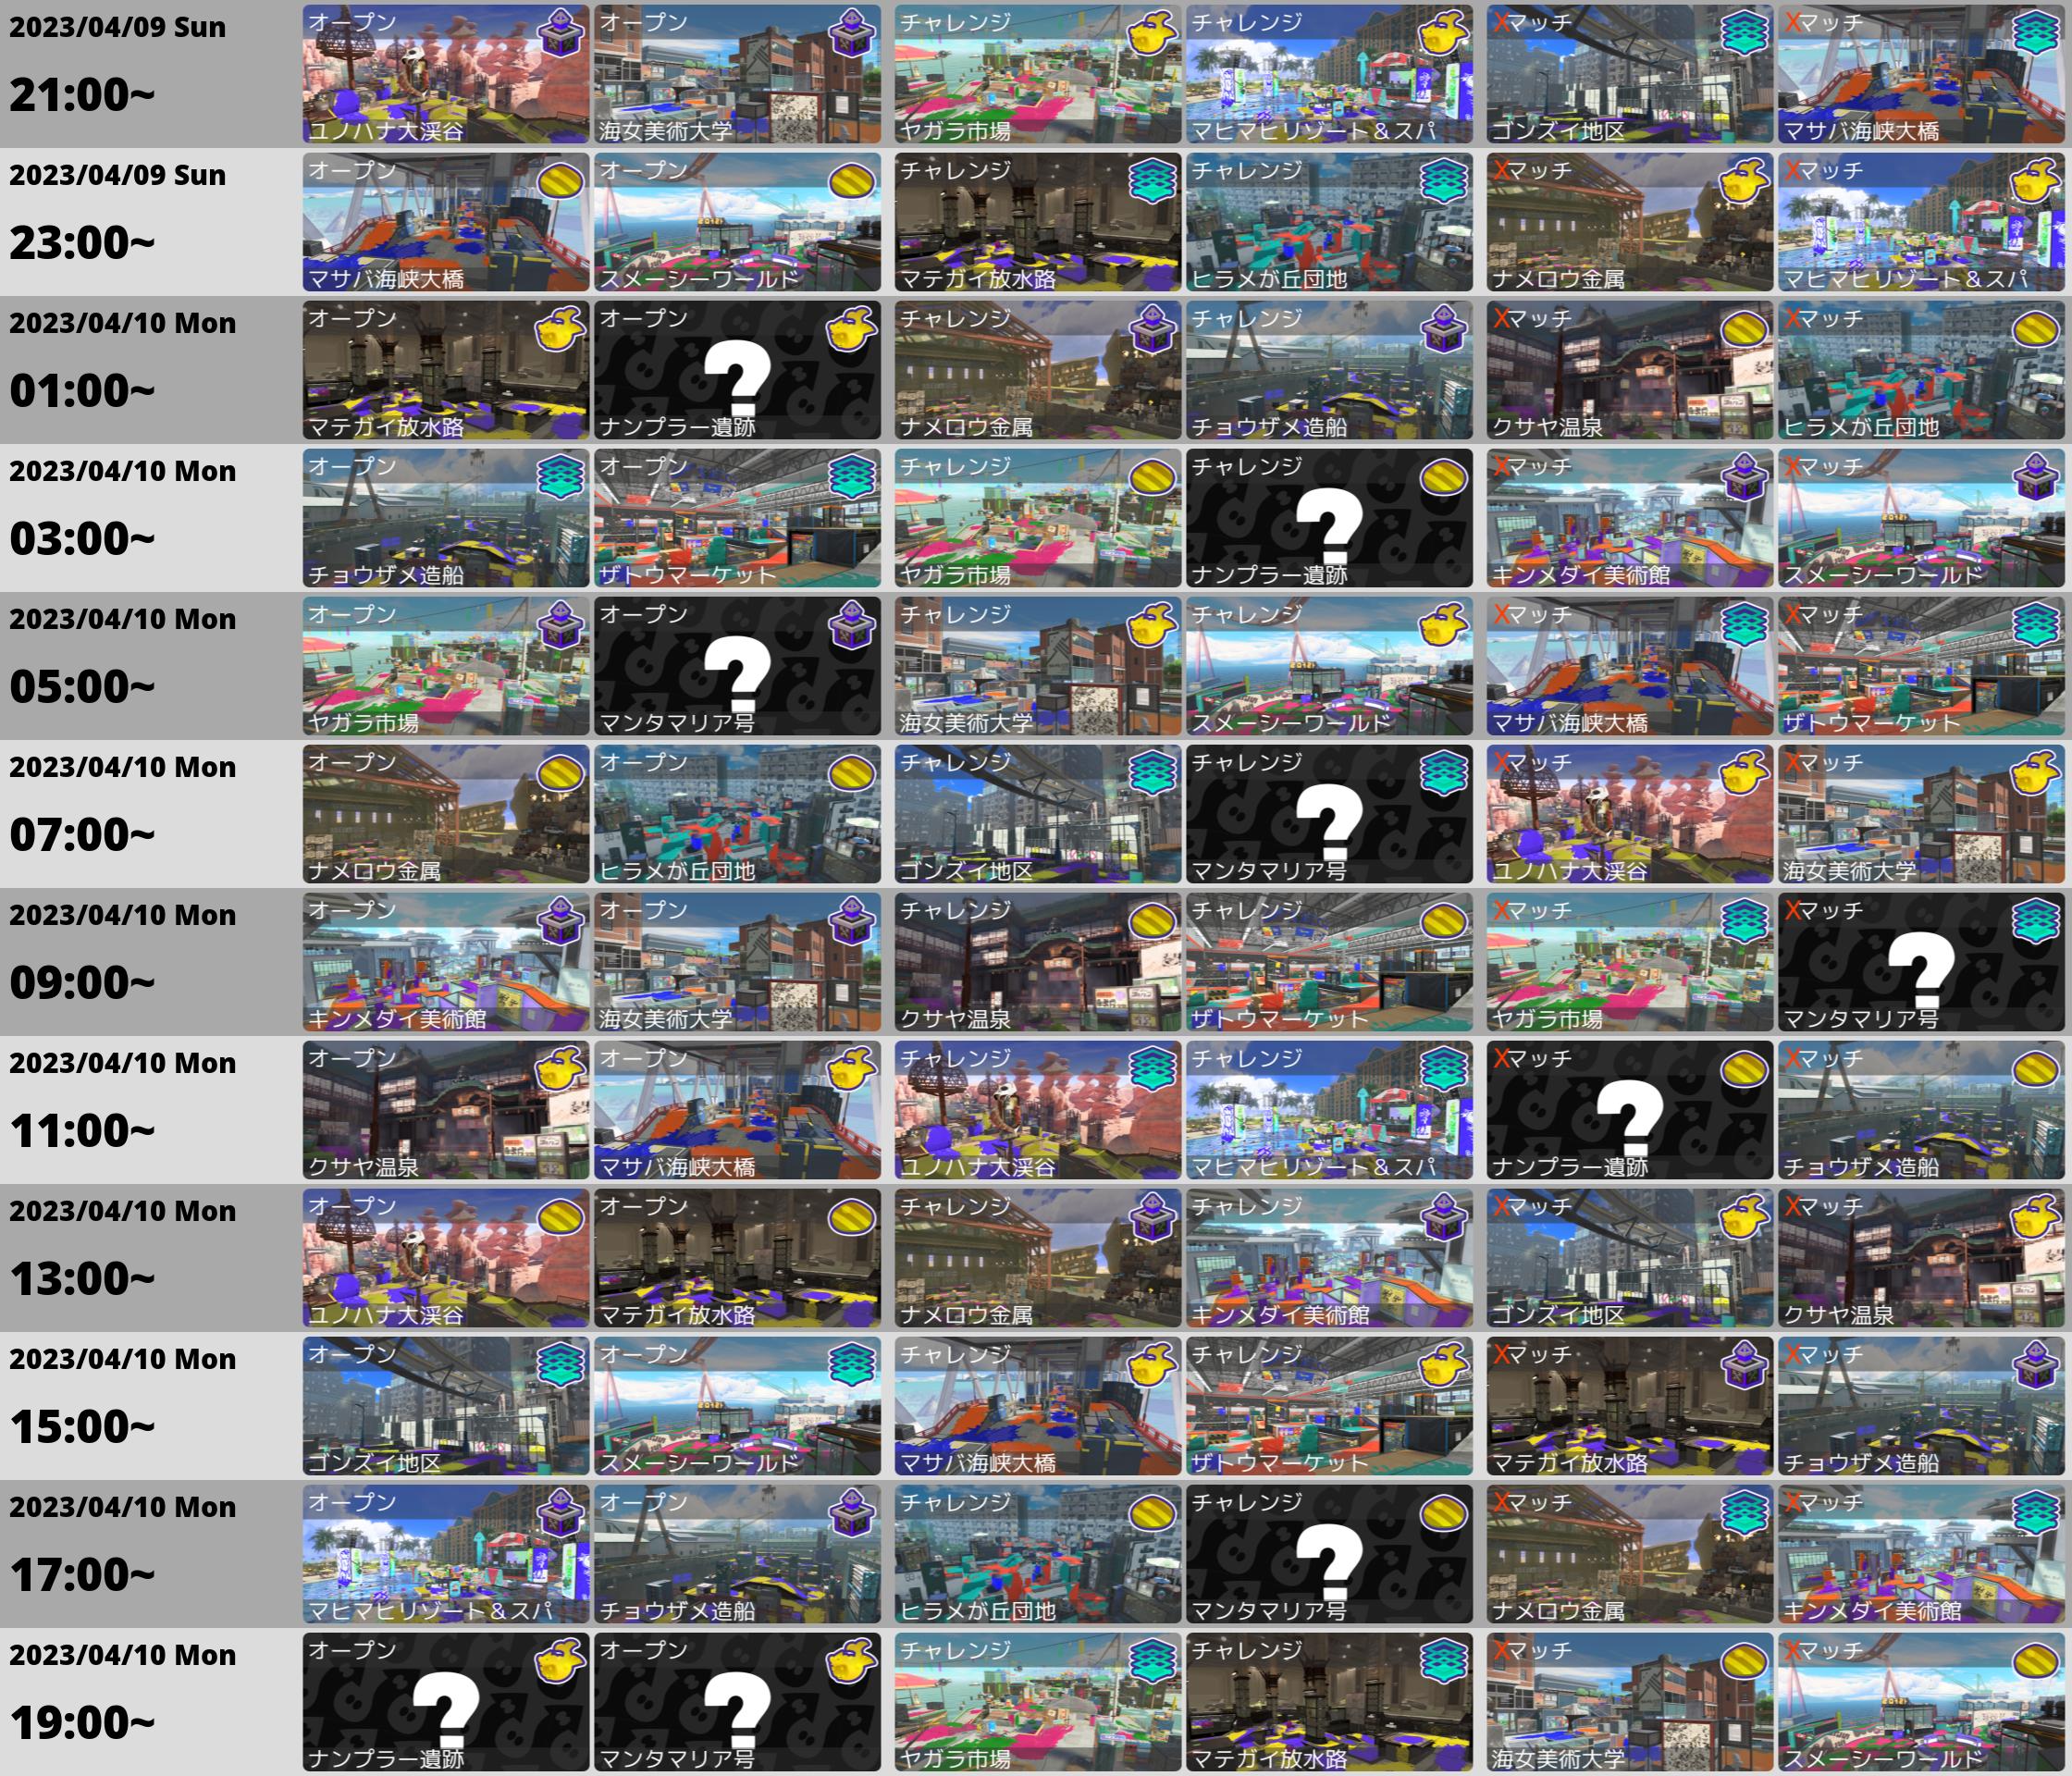 2023/04/09 Sun
21:00~
オープン
ユノハナ大渓谷
オープン
海女美術大学
チャレンジ
ヤガラ市場
チャレンジ
マヒマヒリゾート＆スパ
Xマッチ
ゴンズイ地区
Xマッチ
マサバ海峡大橋
2023/04/09 Sun
23:00~
オープン
マサバ海峡大橋
オープン
スメーシーワールド
チャレンジ
マテガイ放水路
チャレンジ
ヒラメが丘団地
Xマッチ
ナメロウ金属
Xマッチ
マヒマヒリゾート＆スパ
2023/04/10 Mon
01:00~
オープン
マテガイ放水路
オープン
ナンプラー遺跡
チャレンジ
ナメロウ金属
チャレンジ
チョウザメ造船
Xマッチ
クサヤ温泉
Xマッチ
ヒラメが丘団地
2023/04/10 Mon
03:00~
オープン
チョウザメ造船
オープン
ザトウマーケット
チャレンジ
ヤガラ市場
チャレンジ
ナンプラー遺跡
Xマッチ
キンメダイ美術館
Xマッチ
スメーシーワールド
2023/04/10 Mon
05:00~
オープン
ヤガラ市場
オープン
マンタマリア号
チャレンジ
海女美術大学
チャレンジ
スメーシーワールド
Xマッチ
マサバ海峡大橋
Xマッチ
ザトウマーケット
2023/04/10 Mon
07:00~
オープン
ナメロウ金属
オープン
ヒラメが丘団地
チャレンジ
ゴンズイ地区
チャレンジ
マンタマリア号
Xマッチ
ユノハナ大渓谷
Xマッチ
海女美術大学
2023/04/10 Mon
09:00~
オープン
キンメダイ美術館
オープン
海女美術大学
チャレンジ
クサヤ温泉
チャレンジ
ザトウマーケット
Xマッチ
ヤガラ市場
Xマッチ
マンタマリア号
2023/04/10 Mon
11:00~
オープン
クサヤ温泉
オープン
マサバ海峡大橋
チャレンジ
ユノハナ大渓谷
チャレンジ
マヒマヒリゾート＆スパ
Xマッチ
ナンプラー遺跡
Xマッチ
チョウザメ造船
2023/04/10 Mon
13:00~
オープン
ユノハナ大渓谷
オープン
マテガイ放水路
チャレンジ
ナメロウ金属
チャレンジ
キンメダイ美術館
Xマッチ
ゴンズイ地区
Xマッチ
クサヤ温泉
2023/04/10 Mon
15:00~
オープン
ゴンズイ地区
オープン
スメーシーワールド
チャレンジ
マサバ海峡大橋
チャレンジ
ザトウマーケット
Xマッチ
マテガイ放水路
Xマッチ
チョウザメ造船
2023/04/10 Mon
17:00~
オープン
マヒマヒリゾート＆スパ
オープン
チョウザメ造船
チャレンジ
ヒラメが丘団地
チャレンジ
マンタマリア号
Xマッチ
ナメロウ金属
Xマッチ
キンメダイ美術館
2023/04/10 Mon
19:00~
オープン
ナンプラー遺跡
オープン
マンタマリア号
チャレンジ
ヤガラ市場
チャレンジ
マテガイ放水路
Xマッチ
海女美術大学
Xマッチ
スメーシーワールド